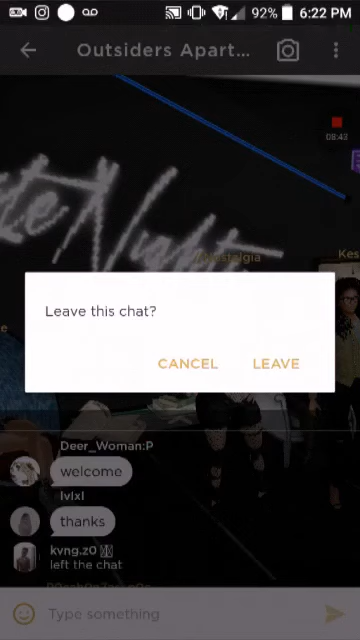 92% 6:22 PM
Outsiders Apart...
08:43
Leave this chat?
CANCEL
LEAVE
Deer_Woman:P
welcome
lvlxl
thanks
kvng.z0
left the chat
Type something